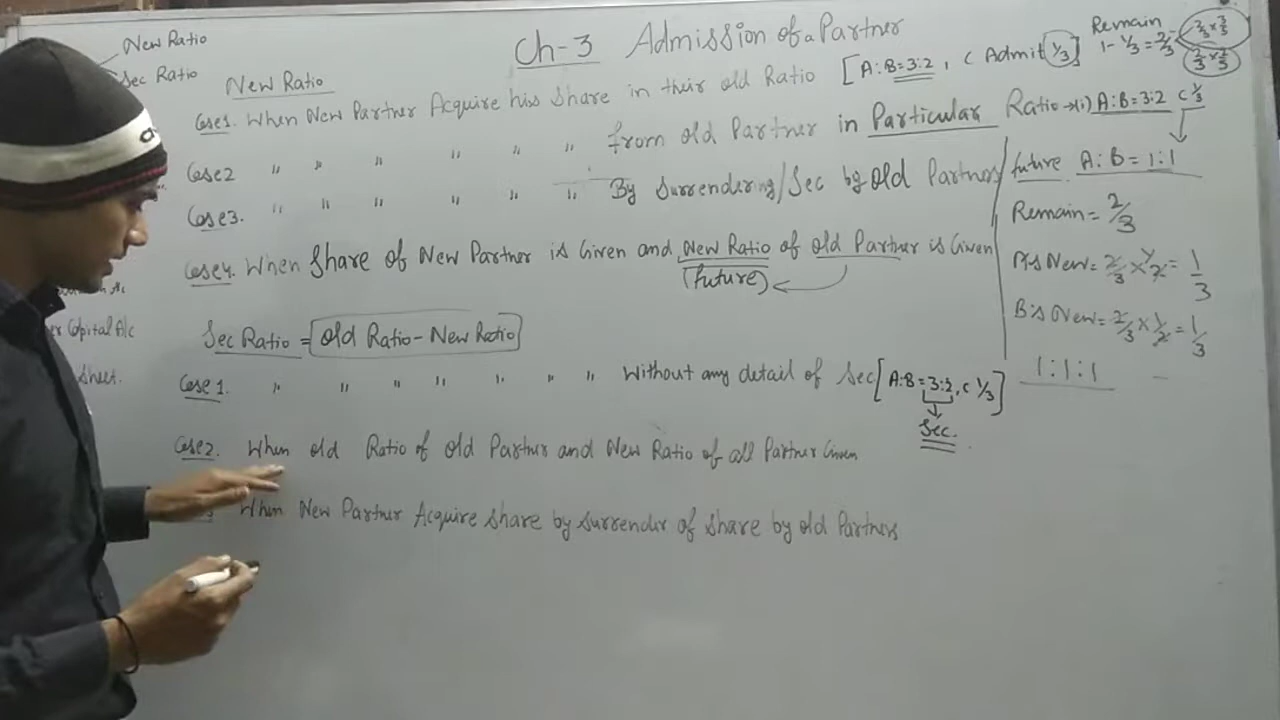 Ch-3 Admission of a Partner
New Ratio
Sec Ratio
New Ratio
Case1. When New Partner Acquire his Share in their old Ratio [A:B=3:2, C Admit 1/3]
Remain
1-1/3=2/3
2/3×3/5
2/3×2/5
Case2 " " " " " " from old Partner in Particular Ratio → (i) A:B=3:2 C 1/3
Case3. " " " " " " By Surrendering/Sec by old Partners
Case4. When Share of New Partner is Given and New Ratio of old Partner is Given
(future)
future A:B=1:1
Remain=2/3
New=2/3×1/2=1/3
B's New=2/3×1/2=1/3
1:1:1
Sec Ratio = old Ratio-New Ratio
er Capital A/c
Sheet.
Case 1. " " " " " " " Without any detail of Sec [A:B=3:2, C 1/3]
Sec.
Case2. When old Ratio of old Partner and New Ratio of all Partner Given
When New Partner Acquire Share by Surrender of Share by old Partners